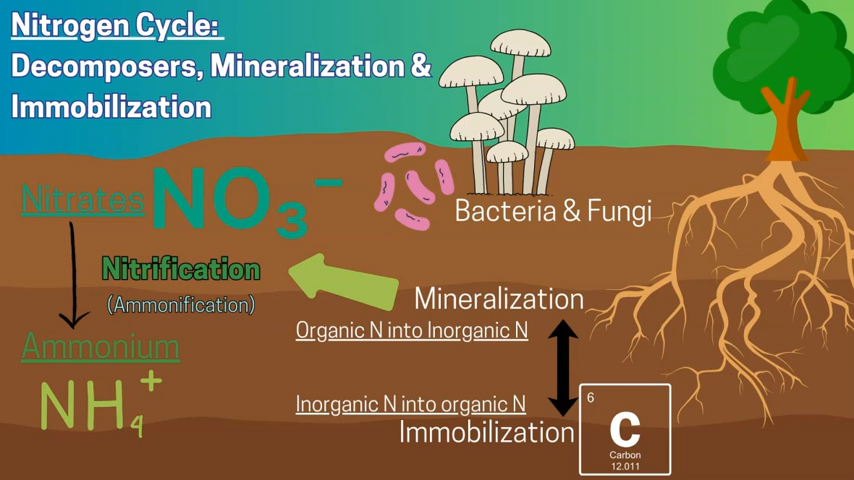 Nitrogen Cycle:
Decomposers, Mineralization &
Immobilization
Nitrates NO₃⁻
Bacteria & Fungi
Nitrification
(Ammonification)
Mineralization
Organic N into Inorganic N
Ammonium
NH₄⁺
Inorganic N into organic N
Immobilization
6
C
Carbon
12.011